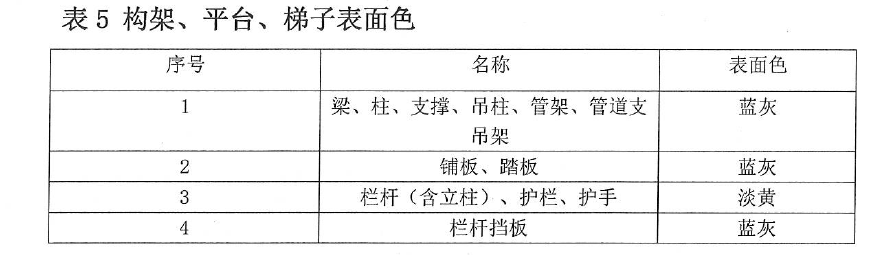 表 5 构架、平台、梯子表面色
序号 名称 表面色
1 梁、柱、支撑、吊柱、管架、管道支 蓝灰
吊架
2 铺板、踏板 蓝灰
3 栏杆（含立柱）、护栏、护手 淡黄
4 栏杆挡板 蓝灰